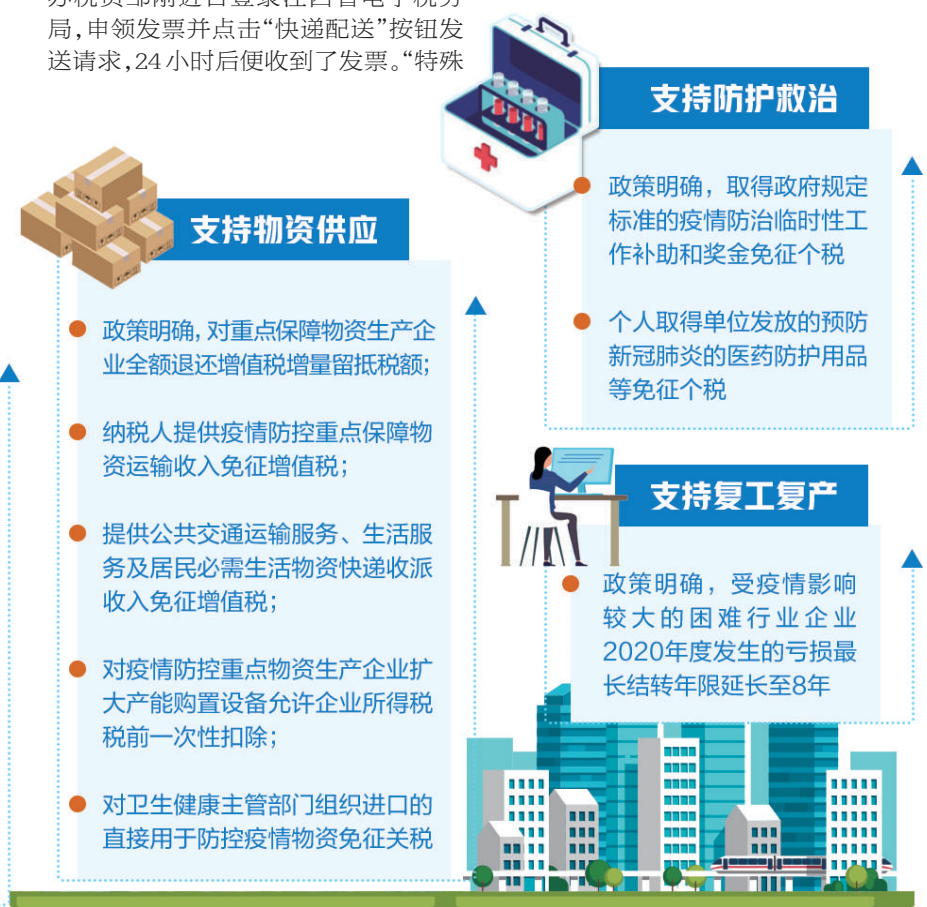 局,申领发票并点击“快递配送”按钮发
送请求,24小时后便收到了发票。“特殊
支持防护救治
政策明确，取得政府规定
标准的疫情防治临时性工
作补助和奖金免征个税
个人取得单位发放的预防
新冠肺炎的医药防护用品
等免征个税
支持物资供应
政策明确，对重点保障物资生产企
业全额退还增值税增量留抵税额；
纳税人提供疫情防控重点保障物
资运输收入免征增值税；
提供公共交通运输服务、生活服
务及居民必需生活物资快递收派
收入免征增值税；
对疫情防控重点物资生产企业扩
大产能购置设备允许企业所得税
税前一次性扣除；
对卫生健康主管部门组织进口的
直接用于防控疫情物资免征关税
支持复工复产
政策明确，受疫情影响
较大的困难行业企业
2020年度发生的亏损最
长结转年限延长至8年